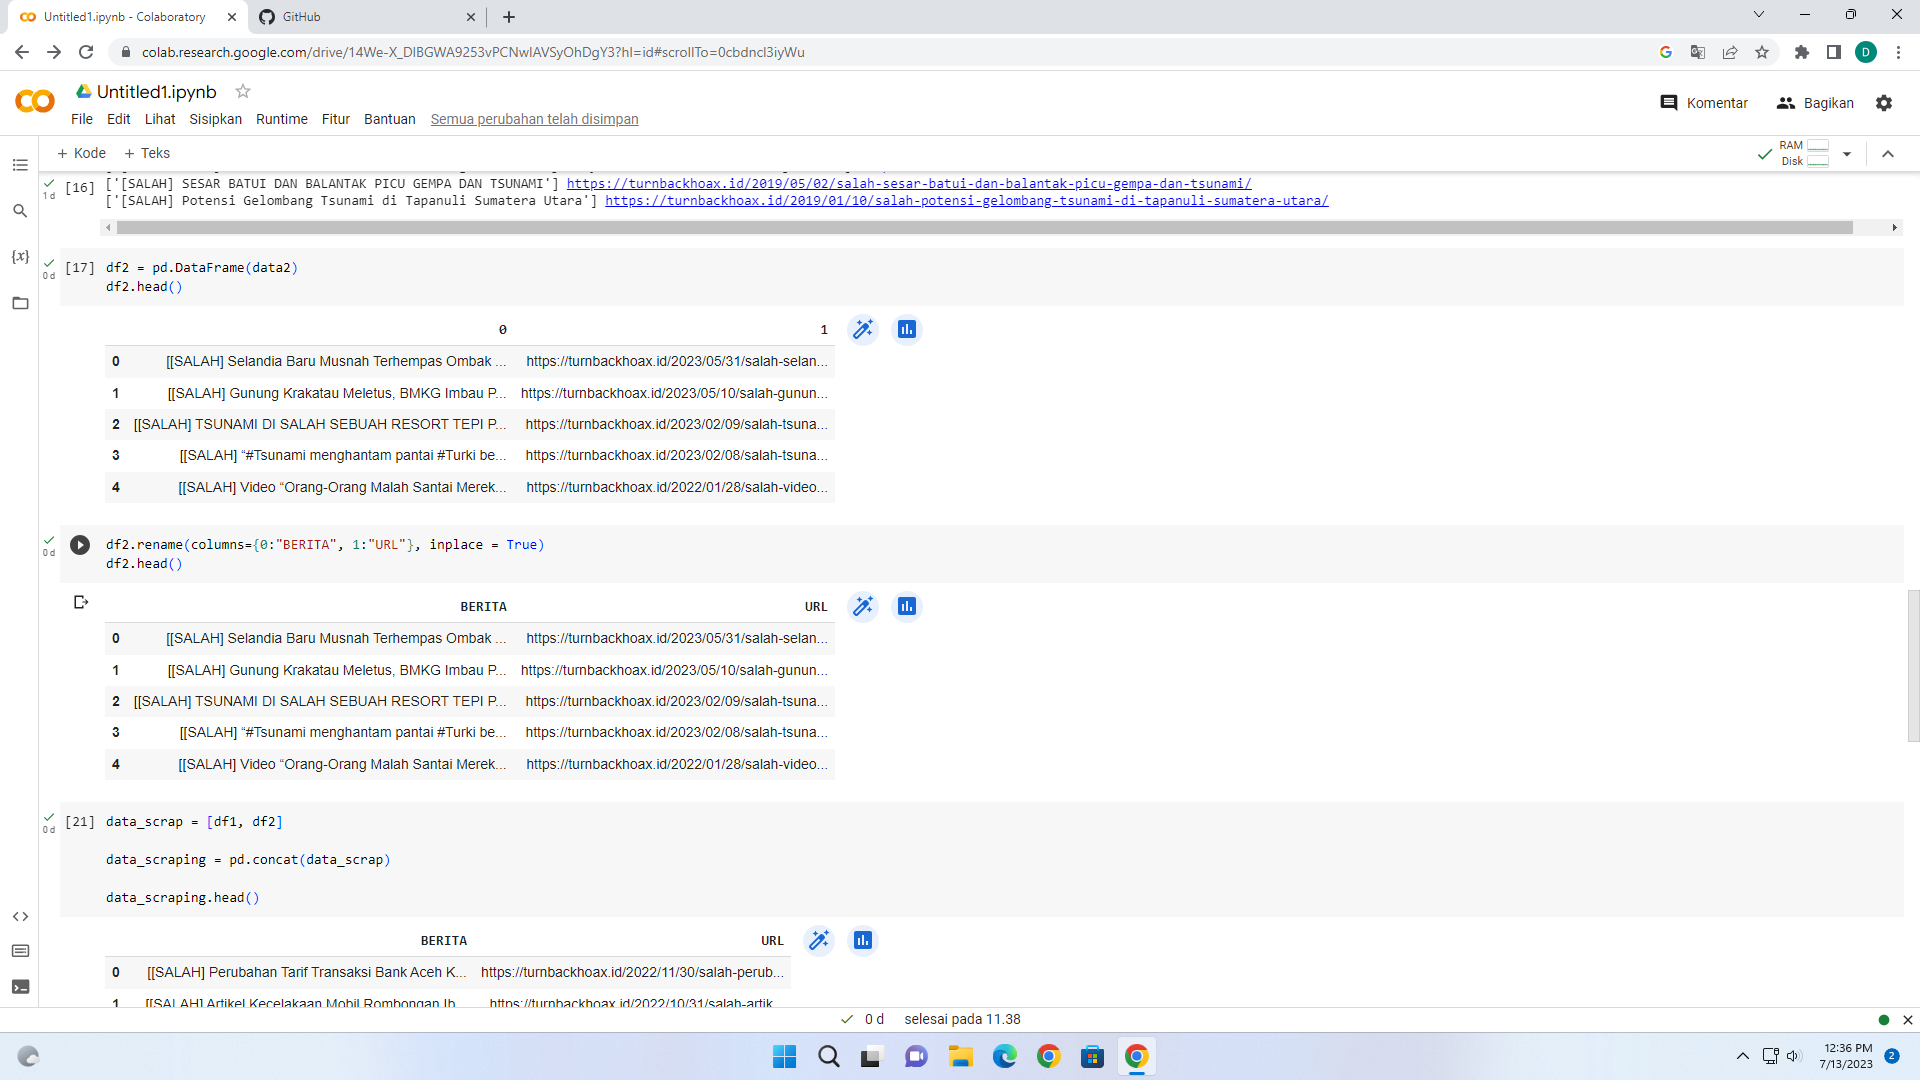 Untitled1.ipynb - Colaboratory
GitHub
colab.research.google.com/drive/14We-X_DIBGWA9253vPCNwIAVSyOhDgY3?hl=id#scrollTo=0cbdncl3iyWu
D
Untitled1.ipynb
Komentar
Bagikan
File Edit Lihat Sisipkan Runtime Fitur Bantuan Semua perubahan telah disimpan
+ Kode + Teks
RAM
Disk
1 d
[16] ['[SALAH] SESAR BATUI DAN BALANTAK PICU GEMPA DAN TSUNAMI'] https://turnbackhoax.id/2019/05/02/salah-sesar-batui-dan-balantak-picu-gempa-dan-tsunami/
['[SALAH] Potensi Gelombang Tsunami di Tapanuli Sumatera Utara'] https://turnbackhoax.id/2019/01/10/salah-potensi-gelombang-tsunami-di-tapanuli-sumatera-utara/
{x}
0 d
[17] df2 = pd.DataFrame(data2)
df2.head()
0 1
0 [[SALAH] Selandia Baru Musnah Terhempas Ombak ... https://turnbackhoax.id/2023/05/31/salah-selan...
1 [[SALAH] Gunung Krakatau Meletus, BMKG Imbau P... https://turnbackhoax.id/2023/05/10/salah-gunun...
2 [[SALAH] TSUNAMI DI SALAH SEBUAH RESORT TEPI P... https://turnbackhoax.id/2023/02/09/salah-tsuna...
3 [[SALAH] “#Tsunami menghantam pantai #Turki be... https://turnbackhoax.id/2023/02/08/salah-tsuna...
4 [[SALAH] Video “Orang-Orang Malah Santai Merek... https://turnbackhoax.id/2022/01/28/salah-video...
0 d
df2.rename(columns={0:"BERITA", 1:"URL"}, inplace = True)
df2.head()
BERITA URL
0 [[SALAH] Selandia Baru Musnah Terhempas Ombak ... https://turnbackhoax.id/2023/05/31/salah-selan...
1 [[SALAH] Gunung Krakatau Meletus, BMKG Imbau P... https://turnbackhoax.id/2023/05/10/salah-gunun...
2 [[SALAH] TSUNAMI DI SALAH SEBUAH RESORT TEPI P... https://turnbackhoax.id/2023/02/09/salah-tsuna...
3 [[SALAH] “#Tsunami menghantam pantai #Turki be... https://turnbackhoax.id/2023/02/08/salah-tsuna...
4 [[SALAH] Video “Orang-Orang Malah Santai Merek... https://turnbackhoax.id/2022/01/28/salah-video...
0 d
[21] data_scrap = [df1, df2]
data_scraping = pd.concat(data_scrap)
data_scraping.head()
BERITA URL
0 [[SALAH] Perubahan Tarif Transaksi Bank Aceh K... https://turnbackhoax.id/2022/11/30/salah-perub...
1 [[SALAH] Artikel Kecelakaan Mobil Rombongan Ib... https://turnbackhoax.id/2022/10/31/salah-artik...
0 d selesai pada 11.38
12:36 PM
7/13/2023
2